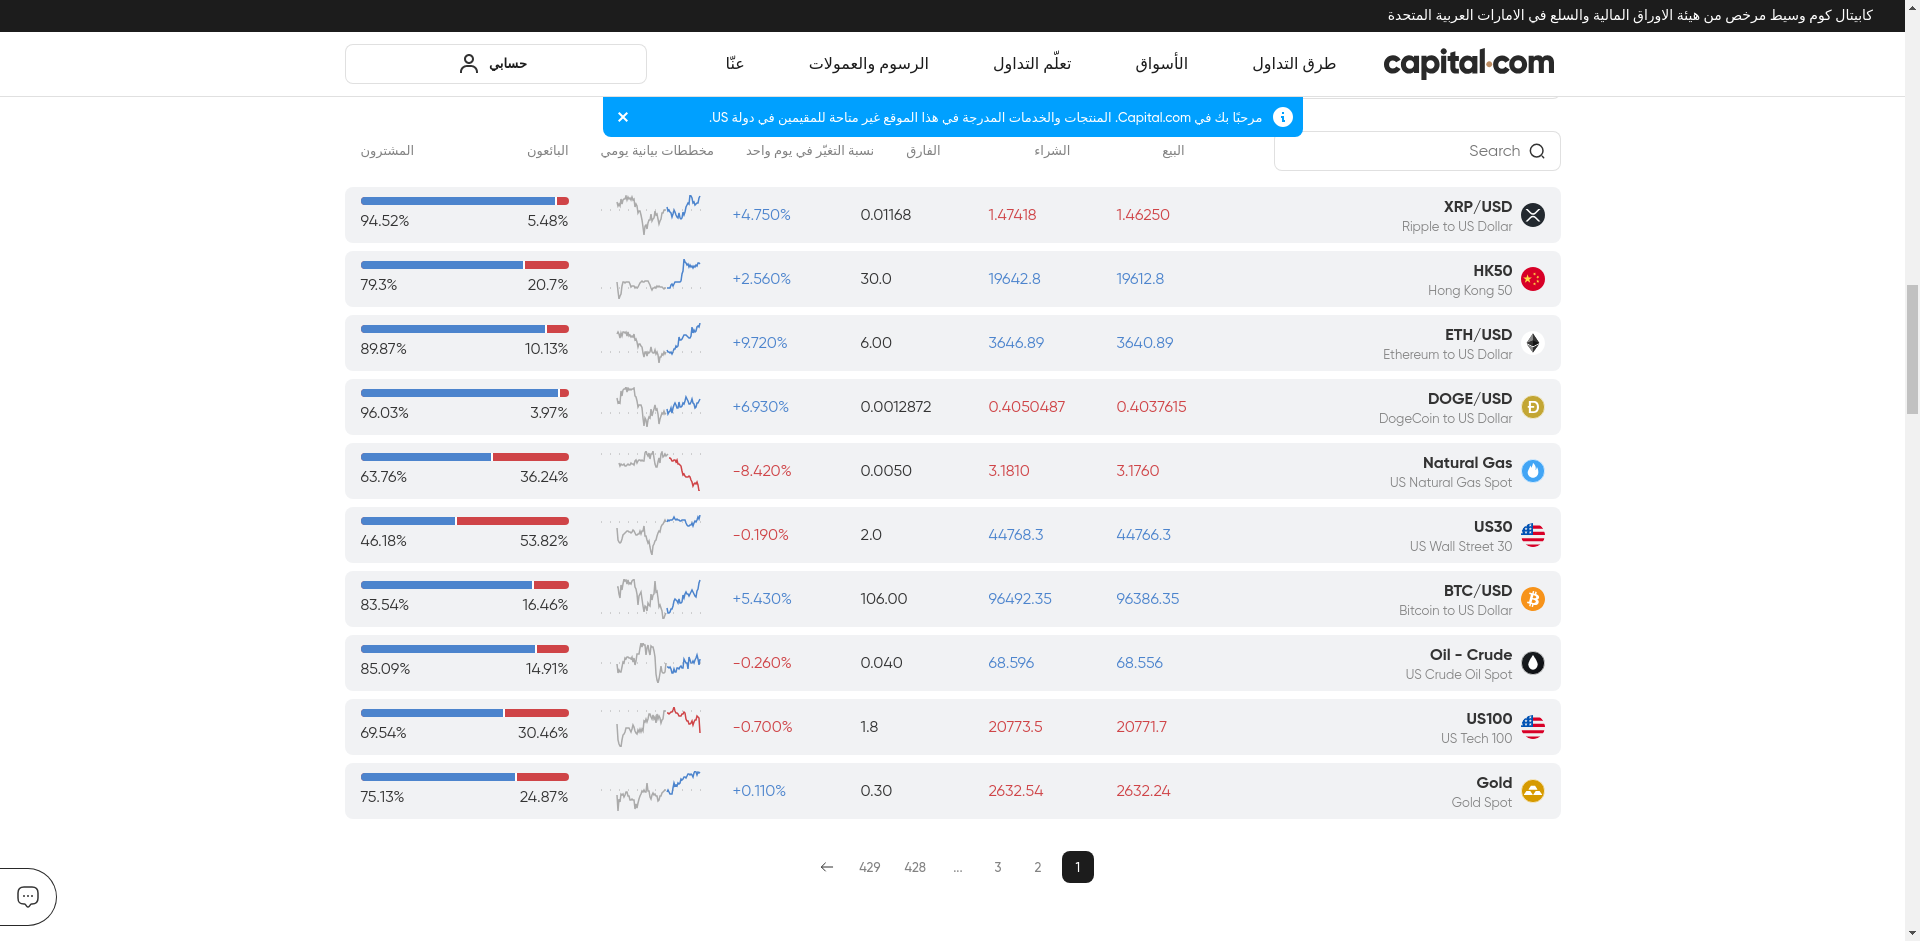 كابيتال كوم وسيط مرخص من هيئة الاوراق المالية والسلع في الامارات العربية المتحدة
capital.com طرق التداول الأسواق تعلّم التداول الرسوم والعمولات عنّا حسابي
مرحبًا بك في Capital.com. المنتجات والخدمات المدرجة في هذا الموقع غير متاحة للمقيمين في دولة US.
Search البيع الشراء الفارق نسبة التغيّر في يوم واحد مخططات بيانية يومي البائعون المشترون
XRP/USD 1.46250 1.47418 0.01168 +4.750% 5.48% 94.52%
Ripple to US Dollar
HK50 19612.8 19642.8 30.0 +2.560% 20.7% 79.3%
Hong Kong 50
ETH/USD 3640.89 3646.89 6.00 +9.720% 10.13% 89.87%
Ethereum to US Dollar
DOGE/USD 0.4037615 0.4050487 0.0012872 +6.930% 3.97% 96.03%
DogeCoin to US Dollar
Natural Gas 3.1760 3.1810 0.0050 -8.420% 36.24% 63.76%
US Natural Gas Spot
US30 44766.3 44768.3 2.0 -0.190% 53.82% 46.18%
US Wall Street 30
BTC/USD 96386.35 96492.35 106.00 +5.430% 16.46% 83.54%
Bitcoin to US Dollar
Oil - Crude 68.556 68.596 0.040 -0.260% 14.91% 85.09%
US Crude Oil Spot
US100 20771.7 20773.5 1.8 -0.700% 30.46% 69.54%
US Tech 100
Gold 2632.24 2632.54 0.30 +0.110% 24.87% 75.13%
Gold Spot
1 2 3 ... 428 429